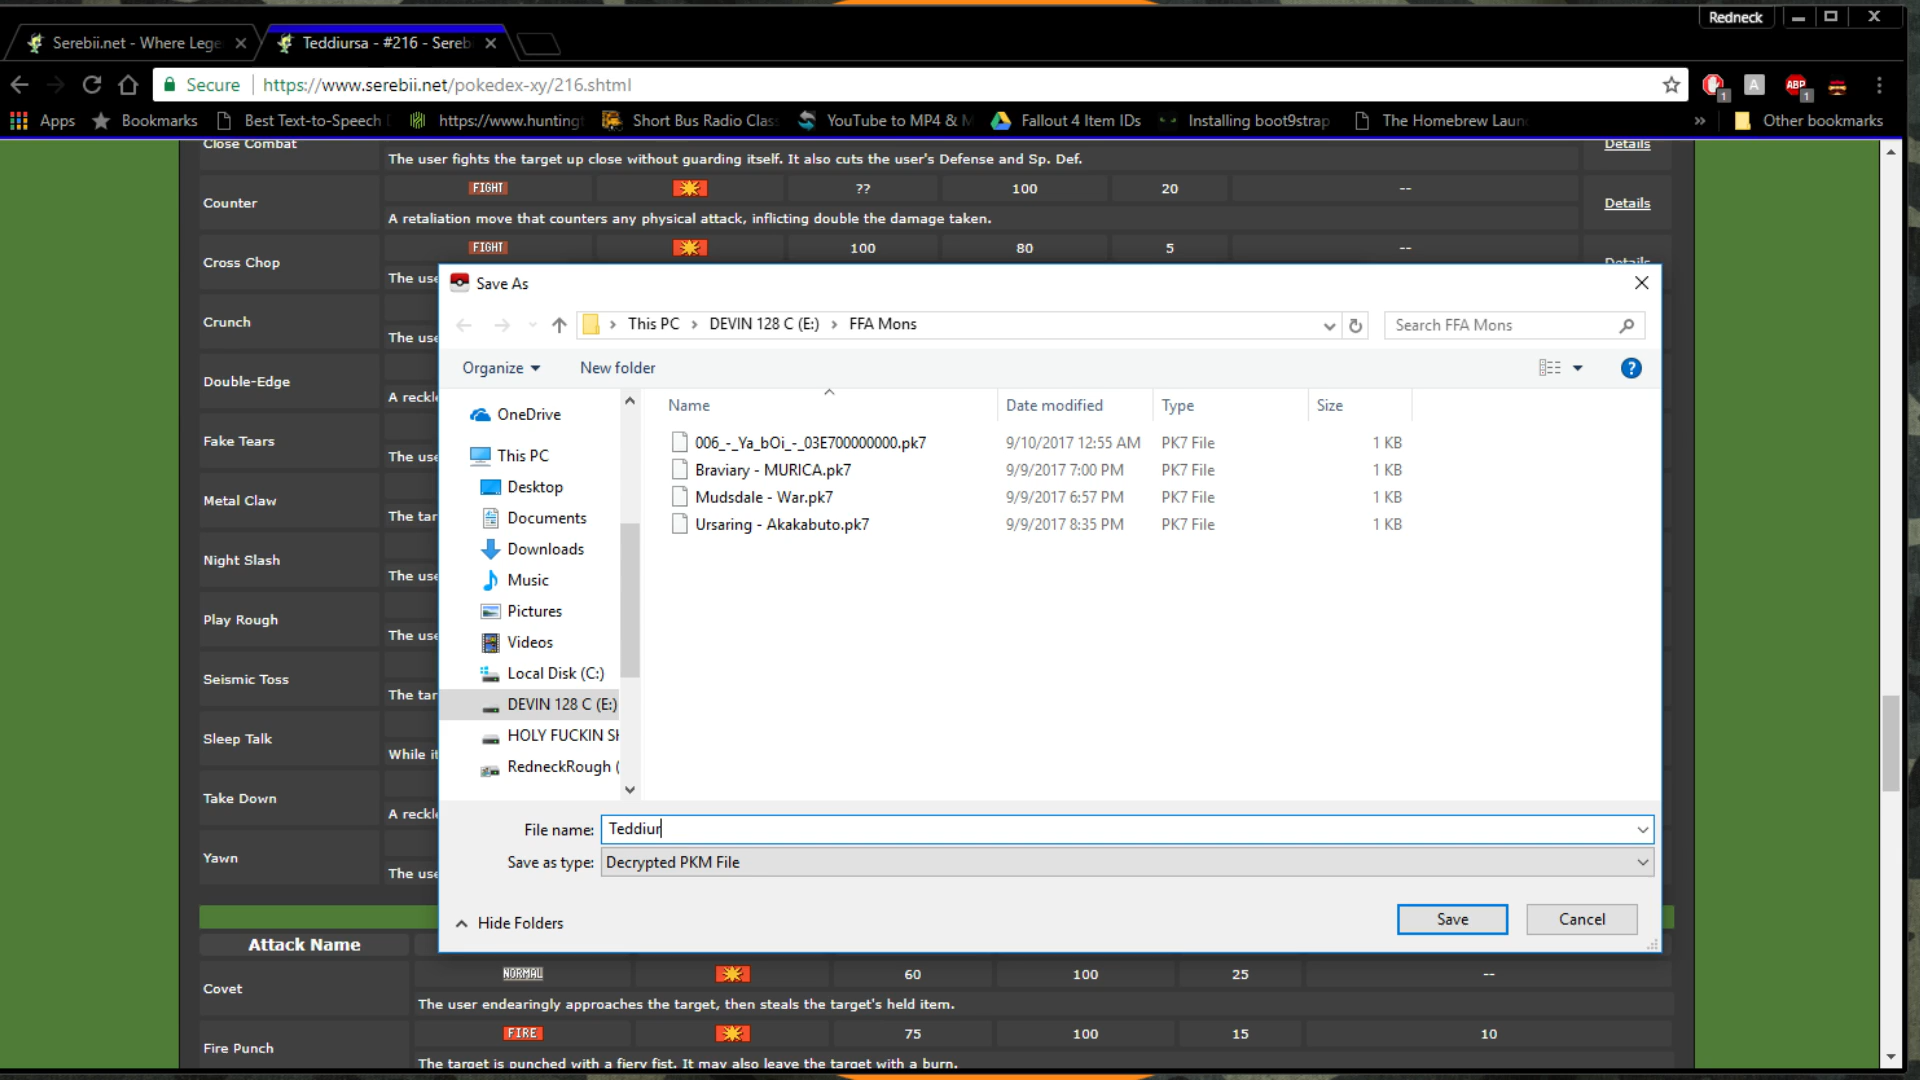 Redneck
Serebii.net - Where Lege
Teddiursa - #216 - Sereb
Secure
https://www.serebii.net/pokedex-xy/216.shtml
1
A
ABP
1
Apps
Bookmarks
Best Text-to-Speech
https://www.hunting
Short Bus Radio Clas
YouTube to MP4 & M
Fallout 4 Item IDs
Installing boot9strap
The Homebrew Laun
»
Other bookmarks
Close Combat
Details
The user fights the target up close without guarding itself. It also cuts the user's Defense and Sp. Def.
Counter
FIGHT
??
100
20
--
Details
A retaliation move that counters any physical attack, inflicting double the damage taken.
Cross Chop
FIGHT
100
80
5
--
Details
The use
Crunch
The use
Double-Edge
A reckl
Fake Tears
The use
Metal Claw
The tar
Night Slash
The use
Play Rough
The use
Seismic Toss
The tar
Sleep Talk
While it
Take Down
A reckl
Yawn
The use
Save As
This PC › DEVIN 128 C (E:) › FFA Mons
Search FFA Mons
Organize
New folder
?
OneDrive
This PC
Desktop
Documents
Downloads
Music
Pictures
Videos
Local Disk (C:)
DEVIN 128 C (E:)
HOLY FUCKIN SH
RedneckRough (
Name
Date modified
Type
Size
006_-_Ya_bOi_-_03E700000000.pk7
9/10/2017 12:55 AM
PK7 File
1 KB
Braviary - MURICA.pk7
9/9/2017 7:00 PM
PK7 File
1 KB
Mudsdale - War.pk7
9/9/2017 6:57 PM
PK7 File
1 KB
Ursaring - Akakabuto.pk7
9/9/2017 8:35 PM
PK7 File
1 KB
File name:
Teddiur
Save as type:
Decrypted PKM File
Hide Folders
Save
Cancel
Attack Name
Covet
NORMAL
60
100
25
--
The user endearingly approaches the target, then steals the target's held item.
Fire Punch
FIRE
75
100
15
10
The target is punched with a fiery fist. It may also leave the target with a burn.